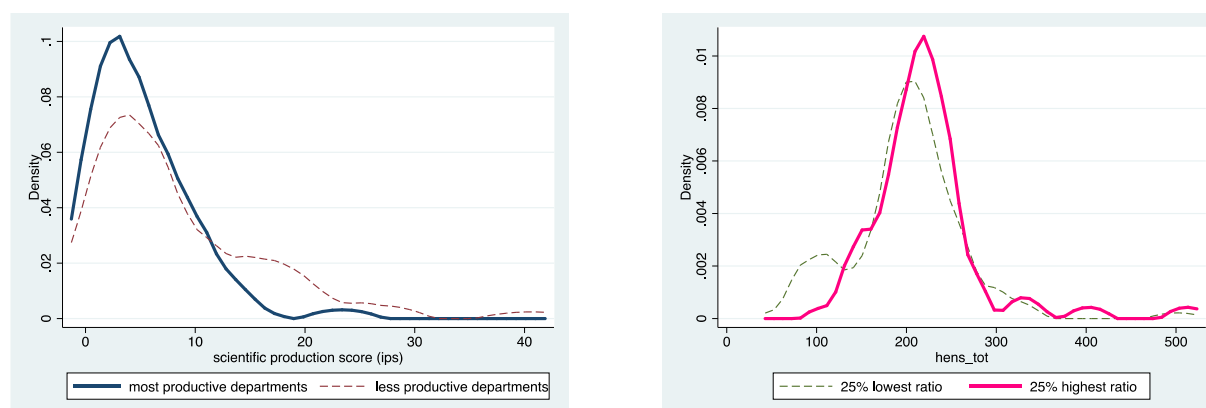 Density
.1
.08
.06
.04
.02
0
0 10 20 30 40
scientific production score (ips)
most productive departments less productive departments
Density
.01
.008
.006
.004
.002
0
0 100 200 300 400 500
hens_tot
25% lowest ratio 25% highest ratio